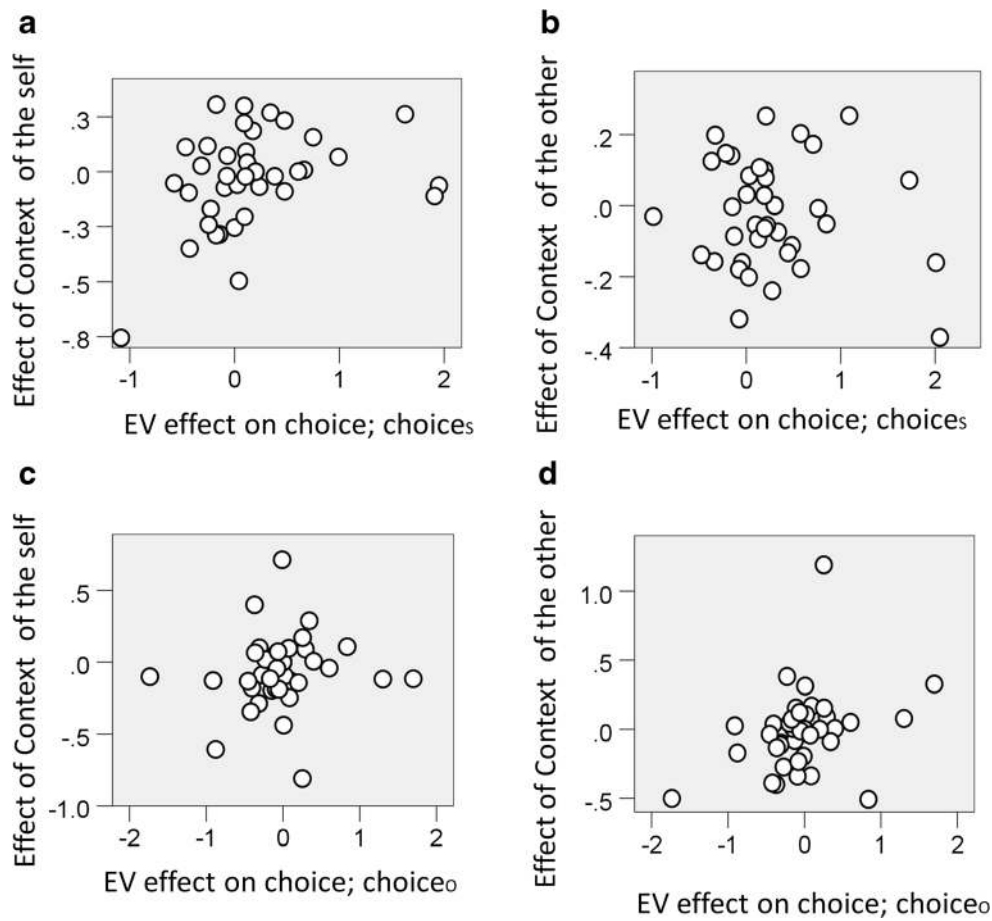 a
Effect of Context of the self
.3
.0
-.3
-.5
-.8
-1
0
1
2
EV effect on choice; choices
b
Effect of Context of the other
.2
.0
-.2
-.4
-1
0
1
2
EV effect on choice; choices
c
Effect of Context of the self
.5
.0
-.5
-1.0
-2
-1
0
1
2
EV effect on choice; choiceo
d
Effect of Context of the other
1.0
.5
.0
-.5
-2
-1
0
1
2
EV effect on choice; choiceo